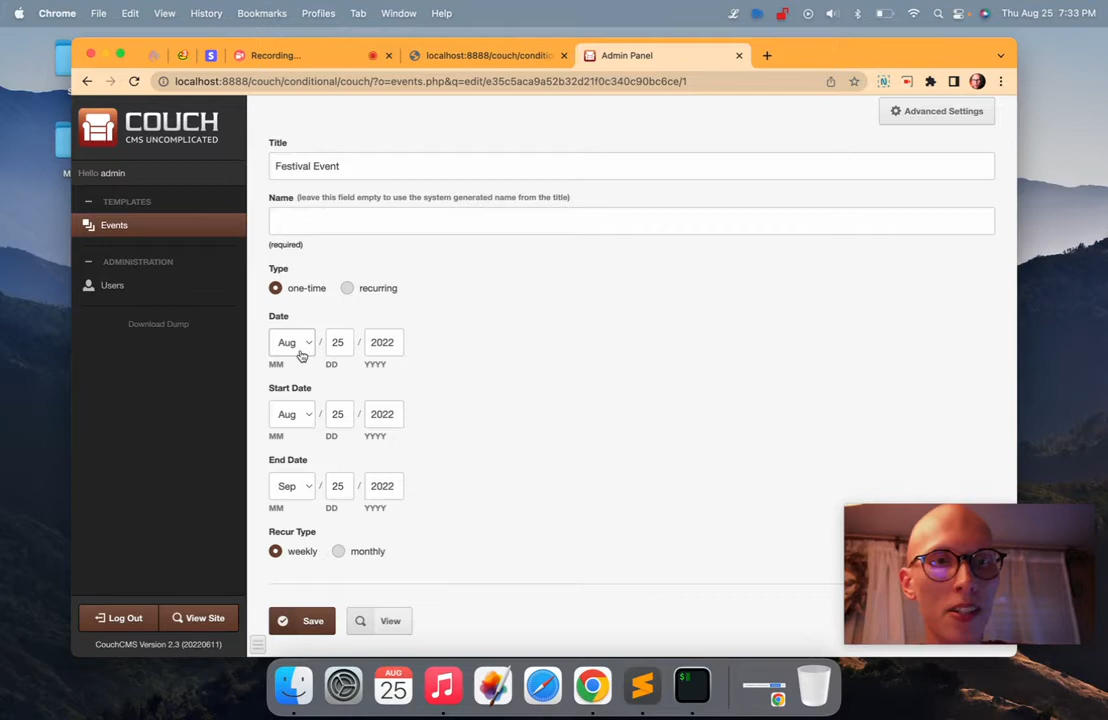 Chrome File Edit View History Bookmarks Profiles Tab Window Help Thu Aug 25 7:33 PM
Recording... localhost:8888/couch/conditio Admin Panel
localhost:8888/couch/conditional/couch/?o=events.php&q=edit/e35c5aca9a52b32d21f0c340c90bc6ce/1
COUCH
CMS UNCOMPLICATED
Hello admin
TEMPLATES
Events
ADMINISTRATION
Users
Download Dump
Log Out View Site
CouchCMS Version 2.3 (20220611)
Advanced Settings
Title
Festival Event
Name (leave this field empty to use the system generated name from the title)
(required)
Type
one-time recurring
Date
Aug / 25 / 2022
MM DD YYYY
Start Date
Aug / 25 / 2022
MM DD YYYY
End Date
Sep / 25 / 2022
MM DD YYYY
Recur Type
weekly monthly
Save View
AUG
25